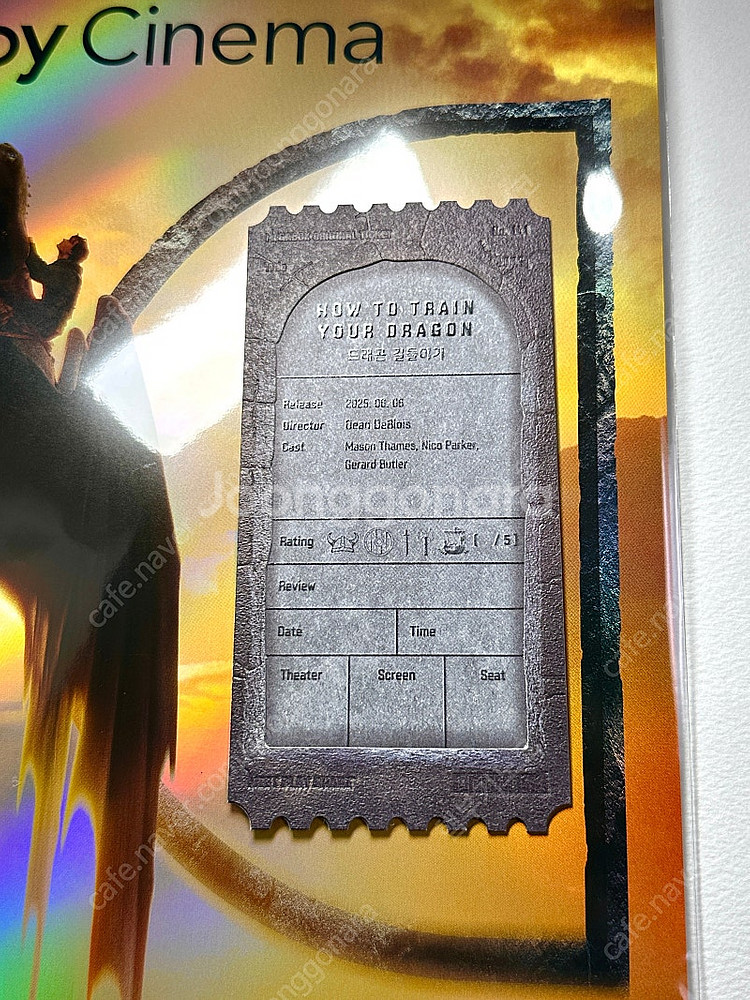 by Cinema
HOW TO TRAIN
YOUR DRAGON
드래곤 길들이기
Release 2025. 06. 06
Director Dean DeBlois
Cast Mason Thames, Nico Parker,
Gerard Butler
Joonggonara
Rating [ /5]
Review
Date Time
Theater Screen Seat